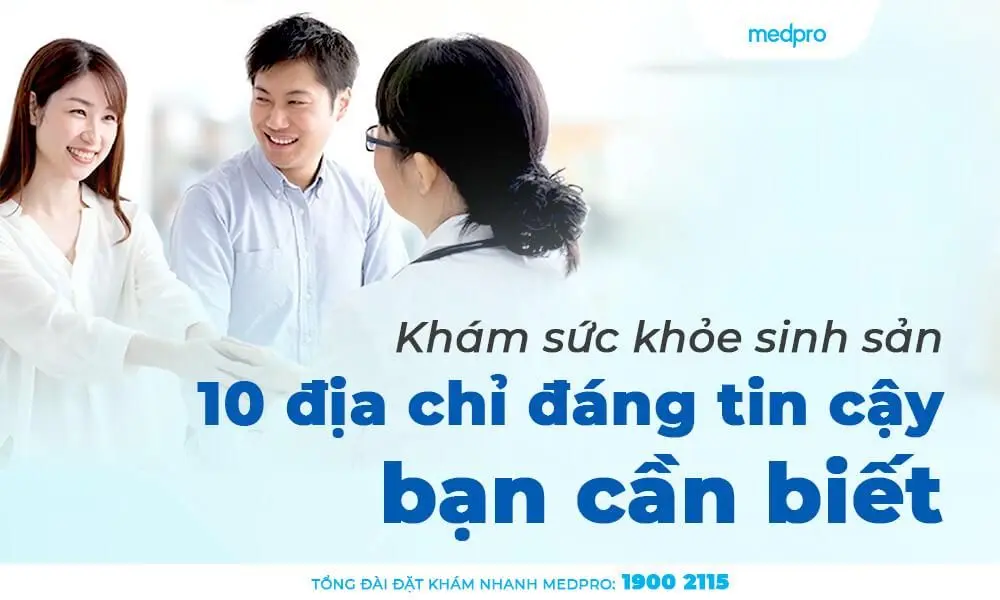 medpro
Khám sức khỏe sinh sản
10 địa chỉ đáng tin cậy
bạn cần biết
TỔNG ĐÀI ĐẶT KHÁM NHANH MEDPRO: 1900 2115